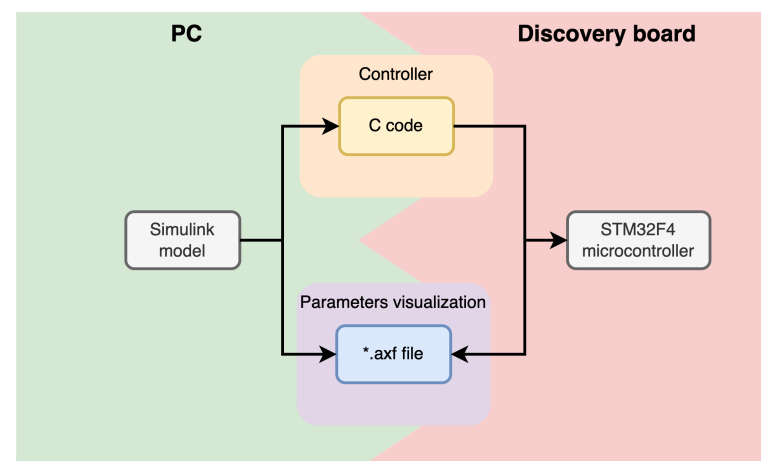 PC
Discovery board
Controller
C code
Simulink
model
STM32F4
microcontroller
Parameters visualization
*.axf file